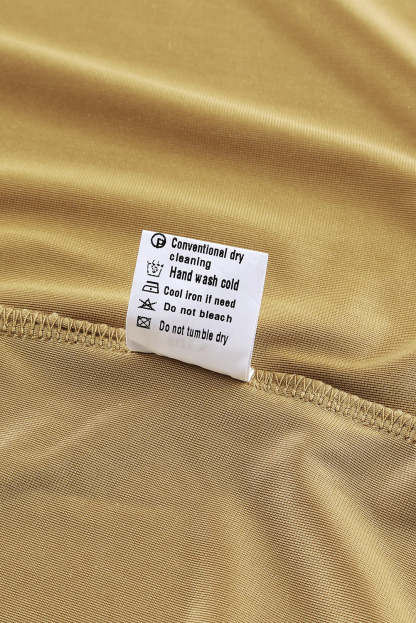 P Conventional dry
cleaning
Hand wash cold
Cool iron if need
Do not bleach
Do not tumble dry